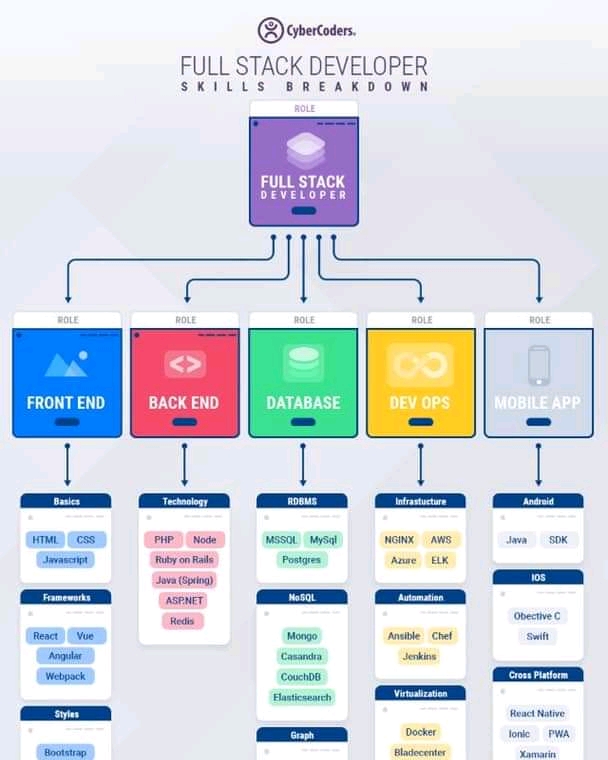 CyberCoders.
FULL STACK DEVELOPER
SKILLS BREAKDOWN
ROLE
FULL STACK
DEVELOPER
ROLE
FRONT END
ROLE
BACK END
ROLE
DATABASE
ROLE
DEV OPS
ROLE
MOBILE APP
Basics
HTML CSS
Javascript
Frameworks
React Vue
Angular
Webpack
Styles
Bootstrap
Technology
PHP Node
Ruby on Rails
Java (Spring)
ASP.NET
Redis
RDBMS
MSSQL MySql
Postgres
NoSQL
Mongo
Casandra
CouchDB
Elasticsearch
Graph
Infrastucture
NGINX AWS
Azure ELK
Automation
Ansible Chef
Jenkins
Virtualization
Docker
Bladecenter
Android
Java SDK
IOS
Obective C
Swift
Cross Platform
React Native
Ionic PWA
Xamarin